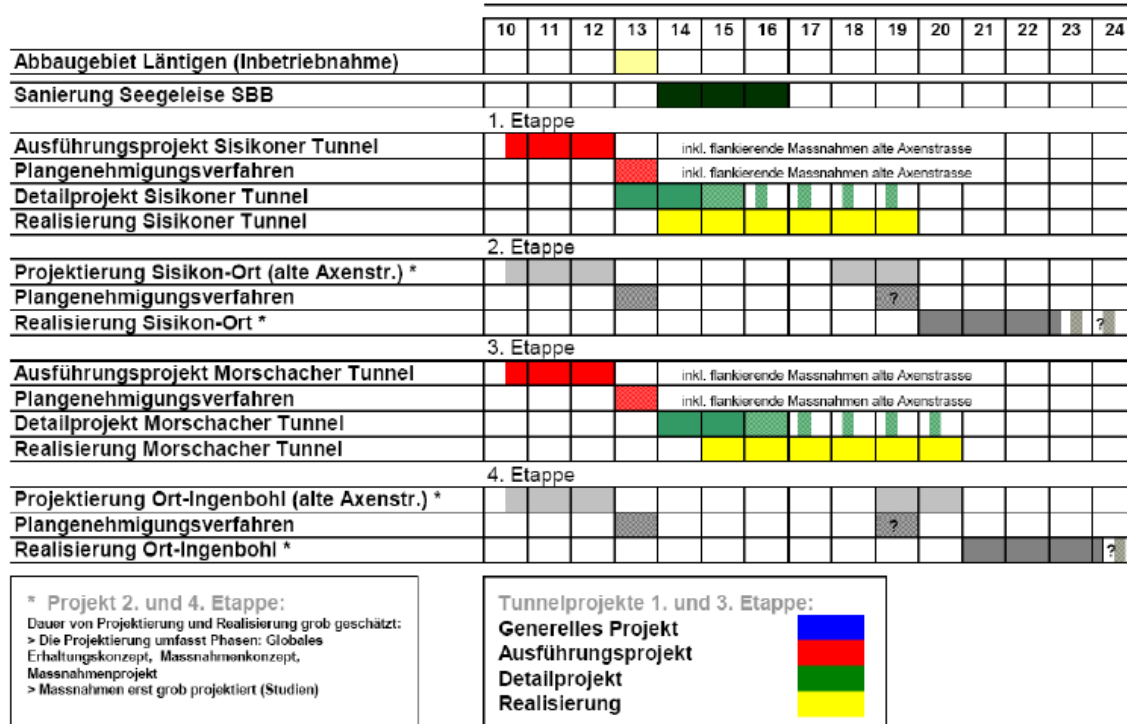 10 11 12 13 14 15 16 17 18 19 20 21 22 23 24
Abbaugebiet Läntigen (Inbetriebnahme)
Sanierung Seegeleise SBB
1. Etappe
Ausführungsprojekt Sisikoner Tunnel inkl. flankierende Massnahmen alte Axenstrasse
Plangenehmigungsverfahren inkl. flankierende Massnahmen alte Axenstrasse
Detailprojekt Sisikoner Tunnel
Realisierung Sisikoner Tunnel
2. Etappe
Projektierung Sisikon-Ort (alte Axenstr.) *
Plangenehmigungsverfahren ?
Realisierung Sisikon-Ort * ?
3. Etappe
Ausführungsprojekt Morschacher Tunnel inkl. flankierende Massnahmen alte Axenstrasse
Plangenehmigungsverfahren inkl. flankierende Massnahmen alte Axenstrasse
Detailprojekt Morschacher Tunnel
Realisierung Morschacher Tunnel
4. Etappe
Projektierung Ort-Ingenbohl (alte Axenstr.) *
Plangenehmigungsverfahren ?
Realisierung Ort-Ingenbohl * ?
* Projekt 2. und 4. Etappe:
Dauer von Projektierung und Realisierung grob geschätzt:
> Die Projektierung umfasst Phasen: Globales
Erhaltungskonzept, Massnahmenkonzept,
Massnahmenprojekt
> Massnahmen erst grob projektiert (Studien)
Tunnelprojekte 1. und 3. Etappe:
Generelles Projekt
Ausführungsprojekt
Detailprojekt
Realisierung